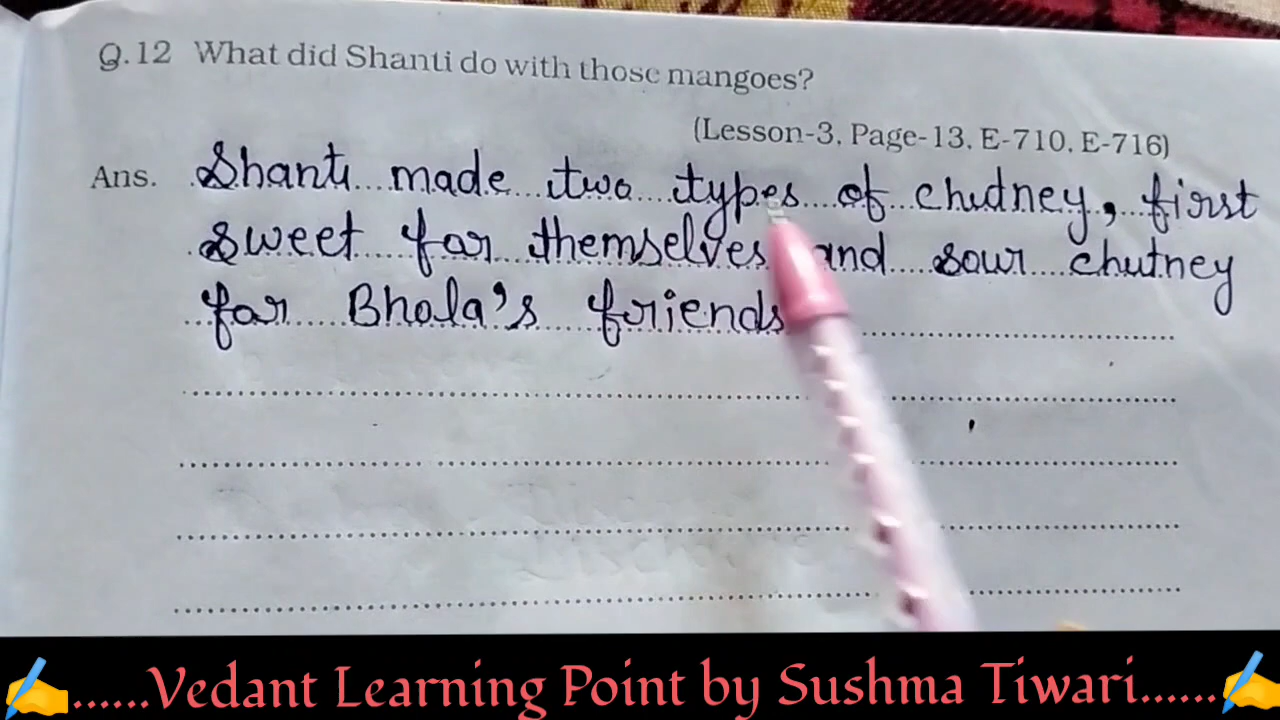 Q.12 What did Shanti do with those mangoes?
(Lesson-3, Page-13, E-710, E-716)
Ans. Shanti made two types of chutney, first
sweet for themselves and sour chutney
for Bhola's friends
✍️......Vedant Learning Point by Sushma Tiwari......✍️